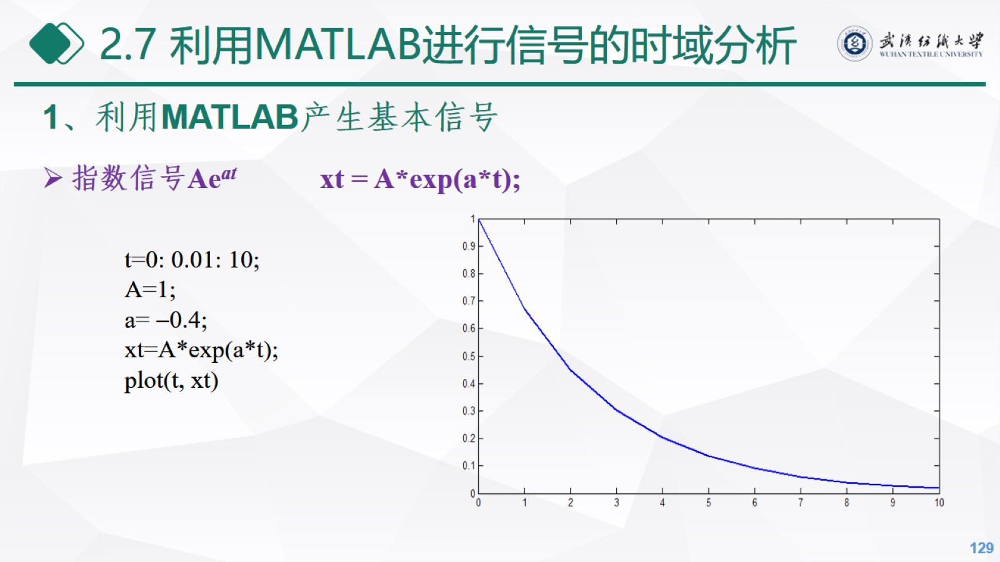 2.7 利用MATLAB进行信号的时域分析
武汉纺织大学
WUHAN TEXTILE UNIVERSITY
1、利用MATLAB产生基本信号
➢ 指数信号Ae^at xt = A*exp(a*t);
t=0: 0.01: 10;
A=1;
a= –0.4;
xt=A*exp(a*t);
plot(t, xt)
1
0.9
0.8
0.7
0.6
0.5
0.4
0.3
0.2
0.1
0
0 1 2 3 4 5 6 7 8 9 10
129